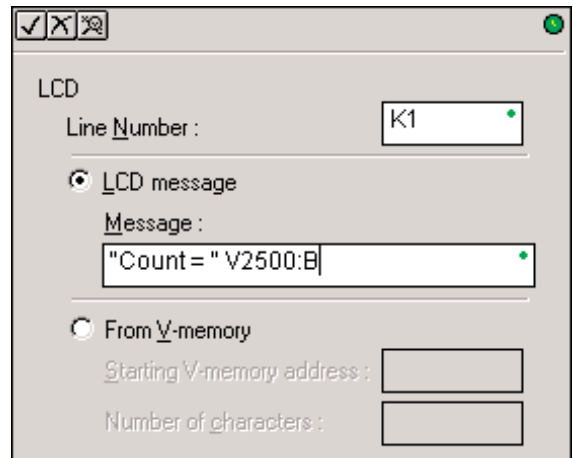 LCD
Line Number : K1
LCD message
Message :
"Count = " V2500:B
From V-memory
Starting V-memory address :
Number of characters :